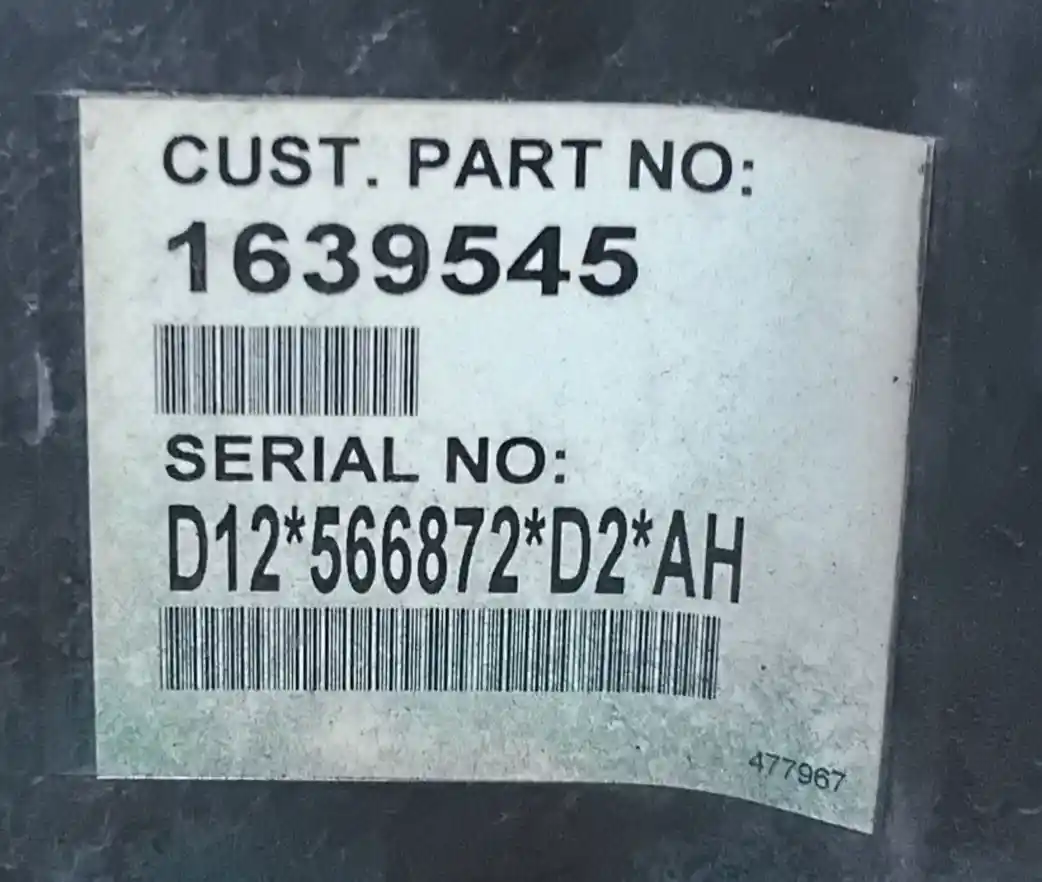 CUST. PART NO:
1639545
SERIAL NO:
D12*566872*D2*AH
477967